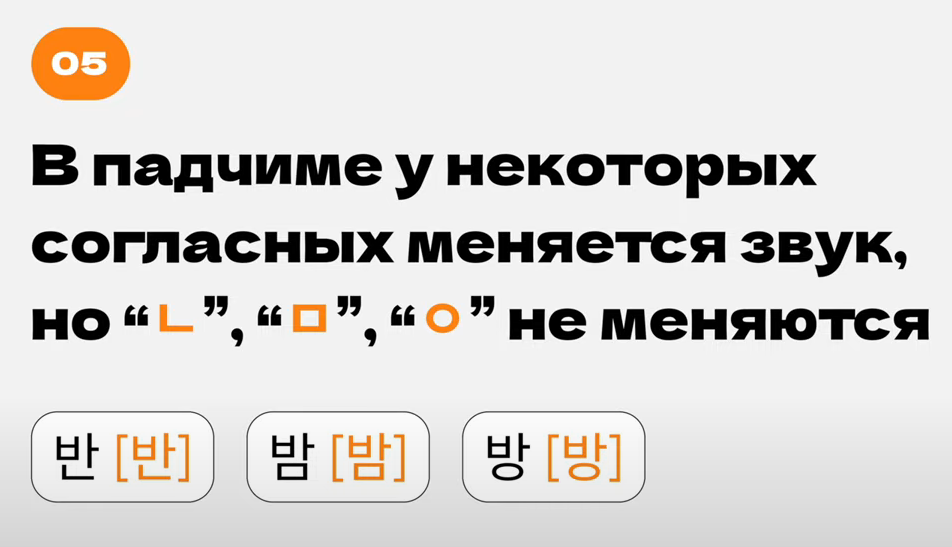 05
В падчиме у некоторых
согласных меняется звук,
но “ㄴ”, “ㅁ”, “ㅇ” не меняются
반 [반] 밤 [밤] 방 [방]